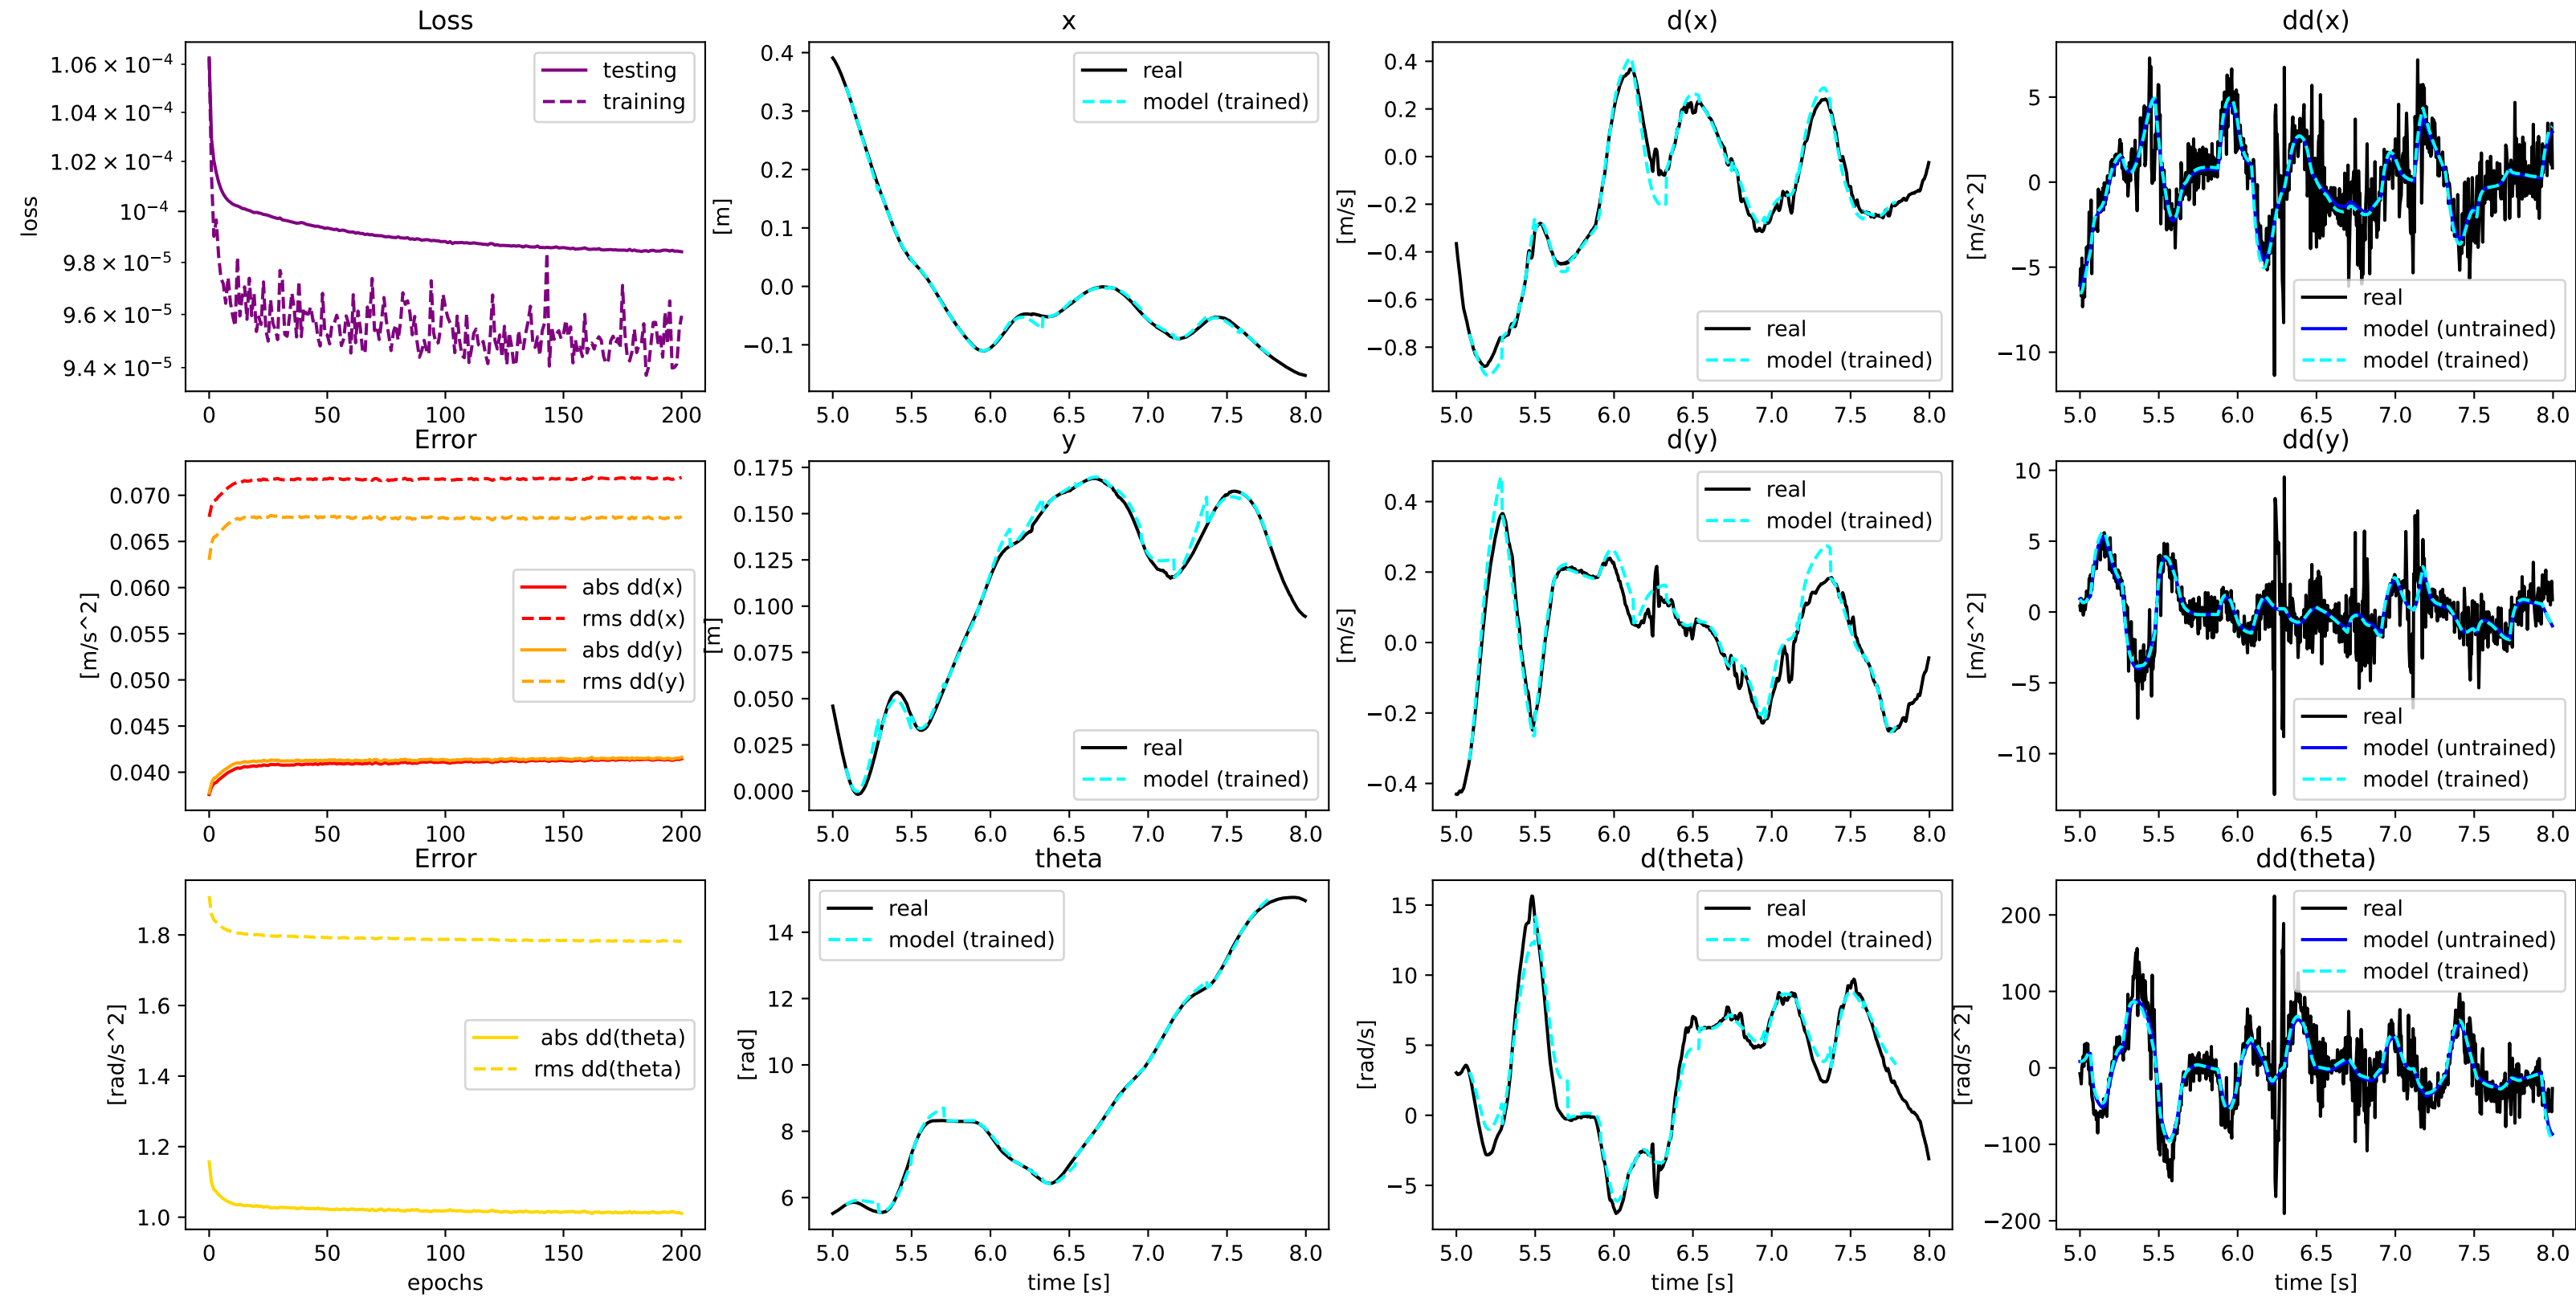 Loss
1.06 × 10⁻⁴
1.04 × 10⁻⁴
1.02 × 10⁻⁴
10⁻⁴
9.8 × 10⁻⁵
9.6 × 10⁻⁵
9.4 × 10⁻⁵
loss
testing
training
0 50 100 150 200
x
0.4
0.3
0.2
0.1
0.0
−0.1
[m]
real
model (trained)
5.0 5.5 6.0 6.5 7.0 7.5 8.0
d(x)
0.4
0.2
0.0
−0.2
−0.4
−0.6
−0.8
[m/s]
real
model (trained)
5.0 5.5 6.0 6.5 7.0 7.5 8.0
dd(x)
5
0
−5
−10
[m/s^2]
real
model (untrained)
model (trained)
5.0 5.5 6.0 6.5 7.0 7.5 8.0
Error
0.070
0.065
0.060
0.055
0.050
0.045
0.040
[m/s^2]
abs dd(x)
rms dd(x)
abs dd(y)
rms dd(y)
0 50 100 150 200
y
0.175
0.150
0.125
0.100
0.075
0.050
0.025
0.000
[m]
real
model (trained)
5.0 5.5 6.0 6.5 7.0 7.5 8.0
d(y)
0.4
0.2
0.0
−0.2
−0.4
[m/s]
real
model (trained)
5.0 5.5 6.0 6.5 7.0 7.5 8.0
dd(y)
10
5
0
−5
−10
[m/s^2]
real
model (untrained)
model (trained)
5.0 5.5 6.0 6.5 7.0 7.5 8.0
Error
1.8
1.6
1.4
1.2
1.0
[rad/s^2]
abs dd(theta)
rms dd(theta)
0 50 100 150 200
epochs
theta
14
12
10
8
6
[rad]
real
model (trained)
5.0 5.5 6.0 6.5 7.0 7.5 8.0
time [s]
d(theta)
15
10
5
0
−5
[rad/s]
real
model (trained)
5.0 5.5 6.0 6.5 7.0 7.5 8.0
time [s]
dd(theta)
200
100
0
−100
−200
[rad/s^2]
real
model (untrained)
model (trained)
5.0 5.5 6.0 6.5 7.0 7.5 8.0
time [s]